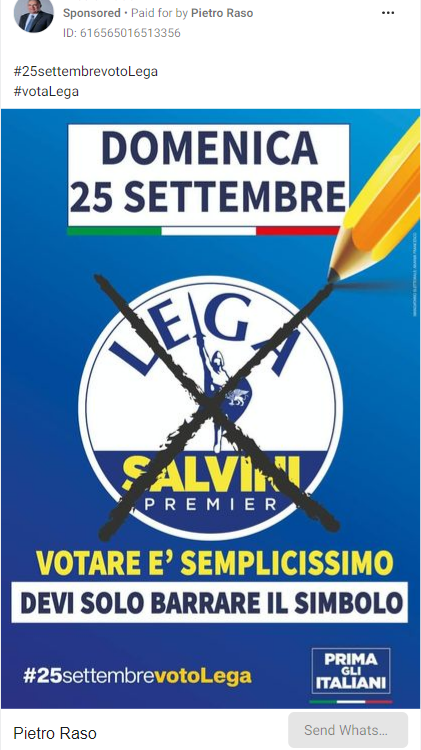 Sponsored • Paid for by Pietro Raso
ID: 616565016513356
#25settembrevotoLega
#votaLega
DOMENICA
25 SETTEMBRE
LEGA
SALVINI
PREMIER
VOTARE E' SEMPLICISSIMO
DEVI SOLO BARRARE IL SIMBOLO
#25settembrevotoLega
PRIMA
GLI
ITALIANI
Pietro Raso
Send Whats...